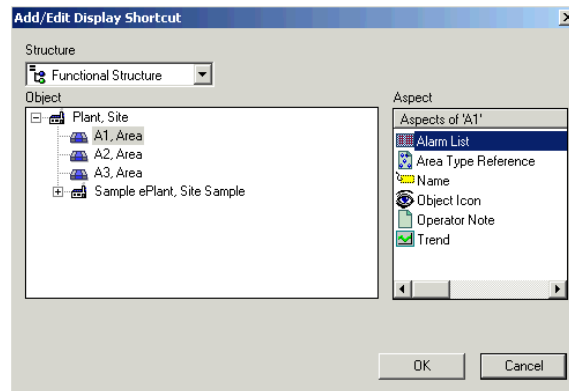 Add/Edit Display Shortcut
Structure
Functional Structure
Object
Plant, Site
A1, Area
A2, Area
A3, Area
Sample ePlant, Site Sample
Aspect
Aspects of 'A1'
Alarm List
Area Type Reference
Name
Object Icon
Operator Note
Trend
OK
Cancel